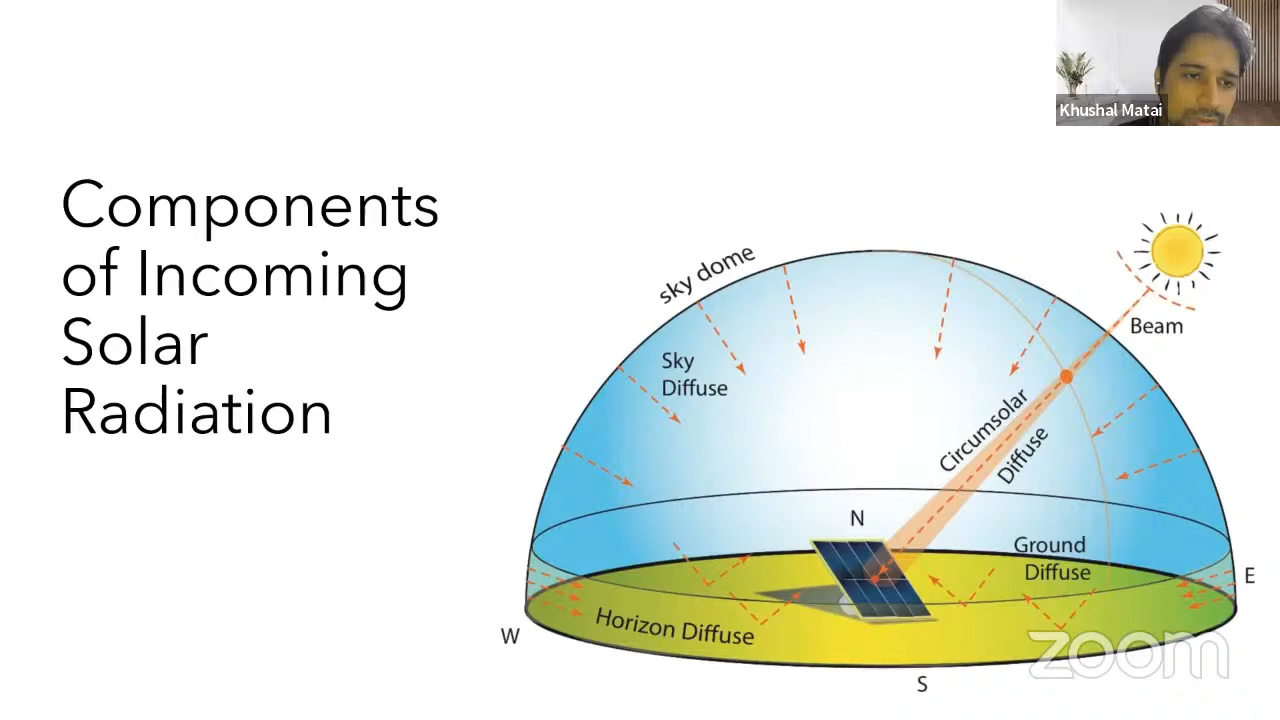 Khushal Matai
Components
of Incoming
Solar
Radiation
sky dome
Beam
Sky
Diffuse
Circumsolar
Diffuse
N
Ground
Diffuse
E
Horizon Diffuse
W
S
zoom